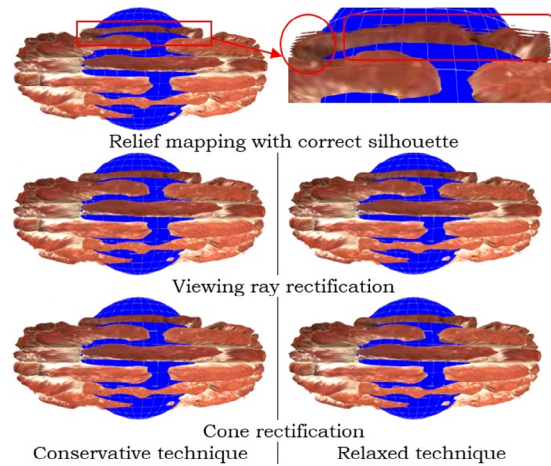 Relief mapping with correct silhouette
Viewing ray rectification
Cone rectification
Conservative technique
Relaxed technique